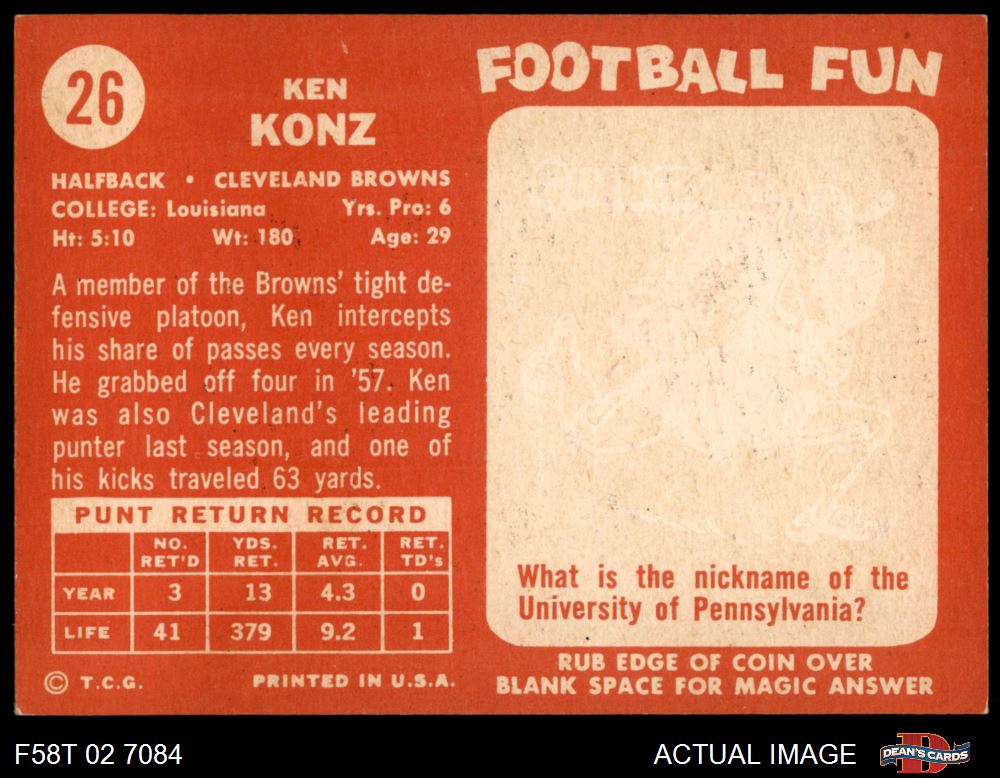 26
KEN
KONZ
HALFBACK • CLEVELAND BROWNS
COLLEGE: Louisiana Yrs. Pro: 6
Ht: 5:10 Wt: 180 Age: 29
A member of the Browns' tight de-
fensive platoon, Ken intercepts
his share of passes every season.
He grabbed off four in '57. Ken
was also Cleveland's leading
punter last season, and one of
his kicks traveled 63 yards.
PUNT RETURN RECORD
NO. RET'D YDS. RET. RET. AVG. RET. TD's
YEAR 3 13 4.3 0
LIFE 41 379 9.2 1
© T.C.G. PRINTED IN U.S.A.
FOOTBALL FUN
What is the nickname of the
University of Pennsylvania?
RUB EDGE OF COIN OVER
BLANK SPACE FOR MAGIC ANSWER
F58T 02 7084 ACTUAL IMAGE DEAN'S CARDS